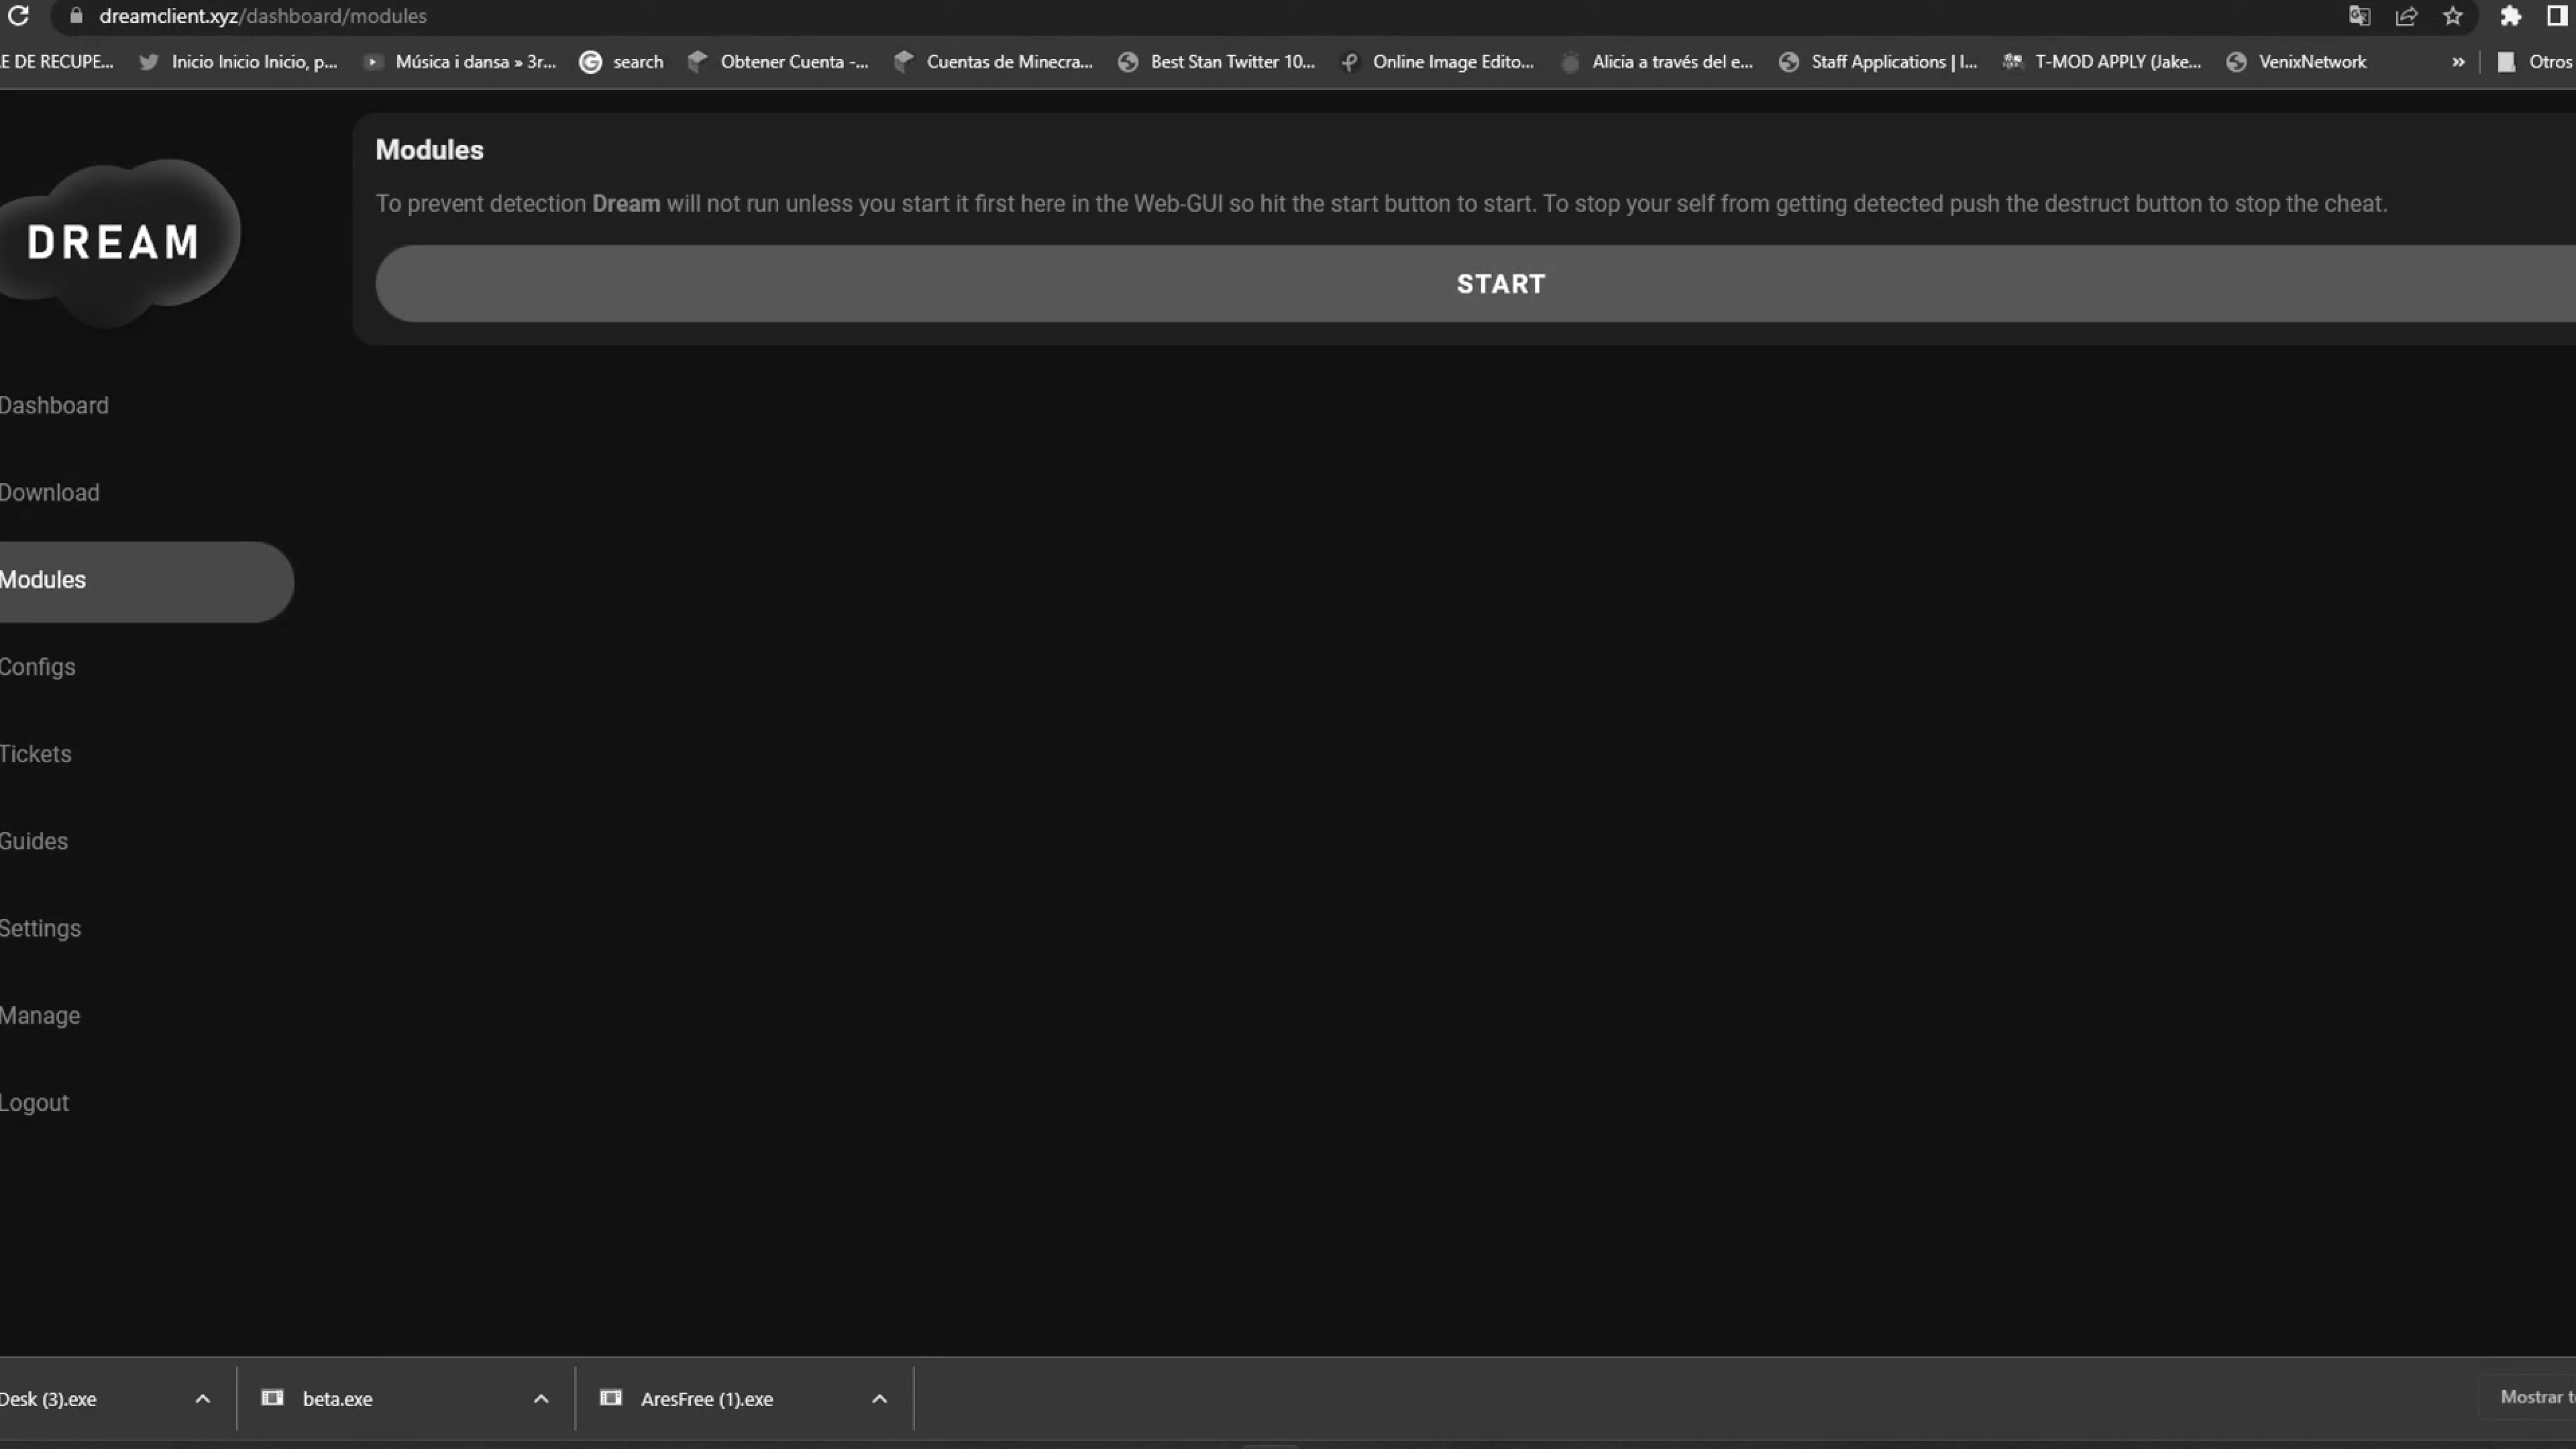 dreamclient.xyz/dashboard/modules
LE DE RECUPE... Inicio Inicio Inicio, p... Música i dansa » 3r... search Obtener Cuenta -... Cuentas de Minecra... Best Stan Twitter 10... Online Image Edito... Alicia a través del e... Staff Applications | I... T-MOD APPLY (Jake... VenixNetwork » Otros
Modules
To prevent detection Dream will not run unless you start it first here in the Web-GUI so hit the start button to start. To stop your self from getting detected push the destruct button to stop the cheat.
DREAM
START
Dashboard
Download
Modules
Configs
Tickets
Guides
Settings
Manage
Logout
Desk (3).exe beta.exe AresFree (1).exe Mostrar t